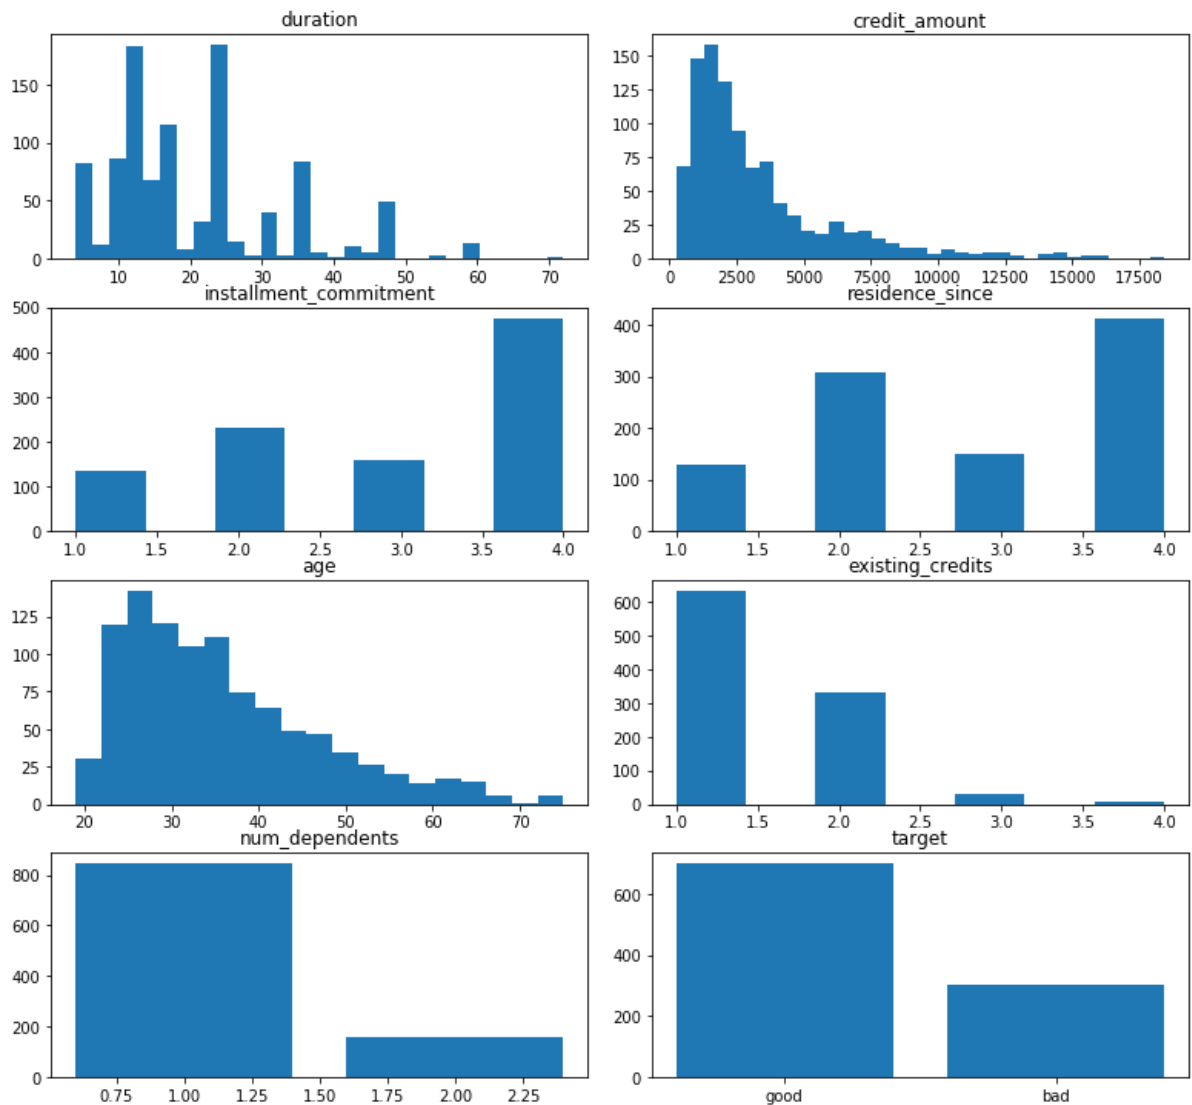 duration
credit_amount
150
100
50
0
150
125
100
75
50
25
0
10 20 30 40 50 60 70
0 2500 5000 7500 10000 12500 15000 17500
installment_commitment
residence_since
500
400
300
200
100
0
400
300
200
100
0
1.0 1.5 2.0 2.5 3.0 3.5 4.0
1.0 1.5 2.0 2.5 3.0 3.5 4.0
age
existing_credits
125
100
75
50
25
0
600
500
400
300
200
100
0
20 30 40 50 60 70
1.0 1.5 2.0 2.5 3.0 3.5 4.0
num_dependents
target
800
600
400
200
0
600
400
200
0
0.75 1.00 1.25 1.50 1.75 2.00 2.25
good bad